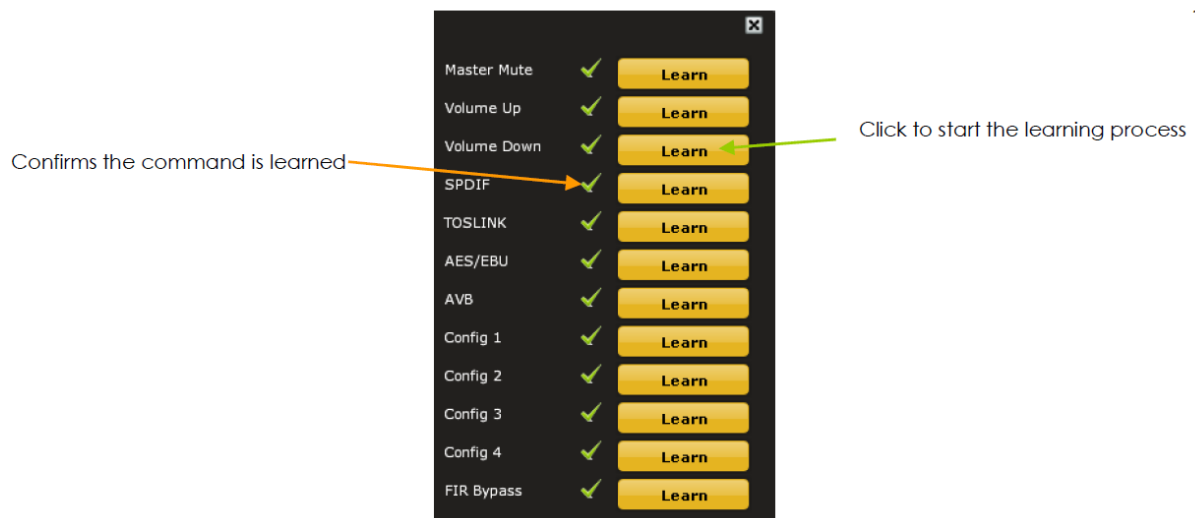 Master Mute Learn
Volume Up Learn
Click to start the learning process
Volume Down Learn
Confirms the command is learned
SPDIF Learn
TOSLINK Learn
AES/EBU Learn
AVB Learn
Config 1 Learn
Config 2 Learn
Config 3 Learn
Config 4 Learn
FIR Bypass Learn